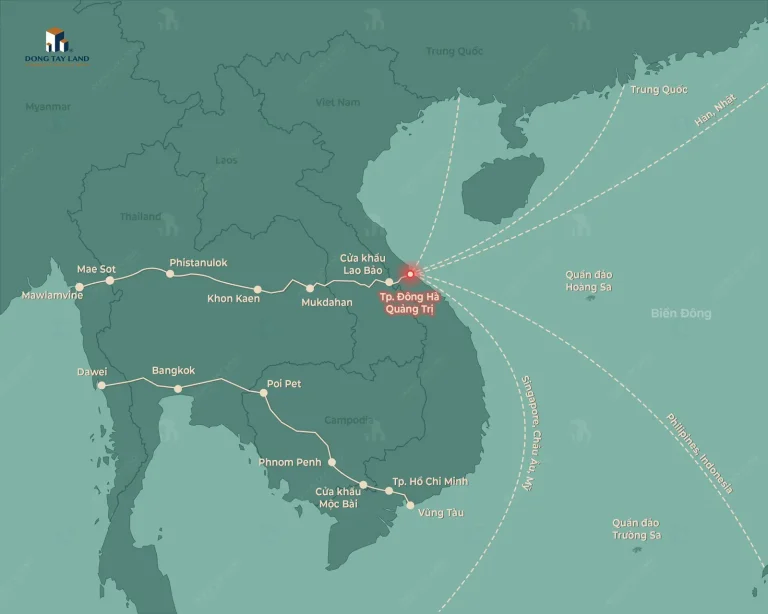 DONG TAY LAND
Trung Quốc
Trung Quốc
Myanmar
Viet Nam
Hàn, Nhật
Laos
Thailand
Cửa khẩu
Lao Bảo
Mae Sot
Phistanulok
Mawlamvine
Khon Kaen
Mukdahan
Tp. Đông Hà
Quảng Trị
Quần đảo
Hoàng Sa
Biển Đông
Dawei
Bangkok
Poi Pet
Campodia
Singapore, Châu Âu, Mỹ
Philipines, Indonesia
Phnom Penh
Cửa khẩu
Mộc Bài
Tp. Hồ Chí Minh
Vũng Tàu
Quần đảo
Trường Sa